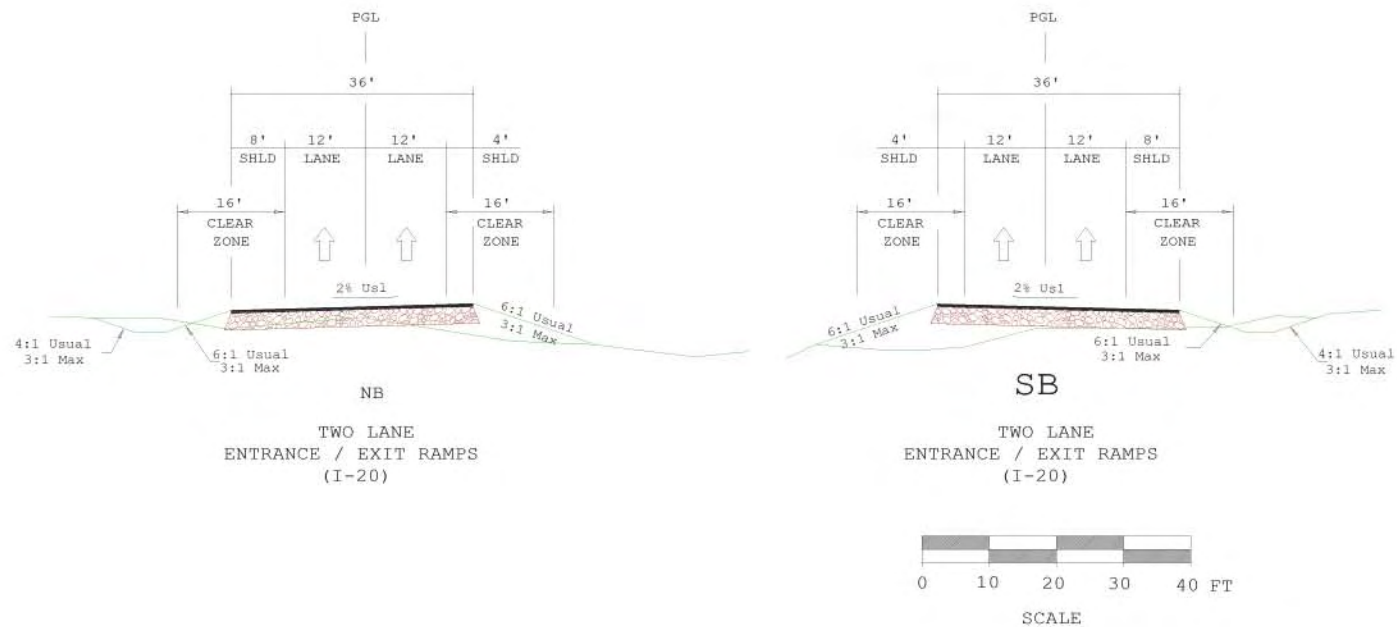 PGL
36'
8' 12' 12' 4'
SHLD LANE LANE SHLD
16' 16'
CLEAR ZONE
CLEAR ZONE
2% Usl
6:1 Usual
3:1 Max
4:1 Usual
3:1 Max
6:1 Usual
3:1 Max
NB
TWO LANE
ENTRANCE / EXIT RAMPS
(I-20)
PGL
36'
4' 12' 12' 8'
SHLD LANE LANE SHLD
16' 16'
CLEAR ZONE
CLEAR ZONE
2% Usl
6:1 Usual
3:1 Max
6:1 Usual
3:1 Max
4:1 Usual
3:1 Max
SB
TWO LANE
ENTRANCE / EXIT RAMPS
(I-20)
0 10 20 30 40 FT
SCALE